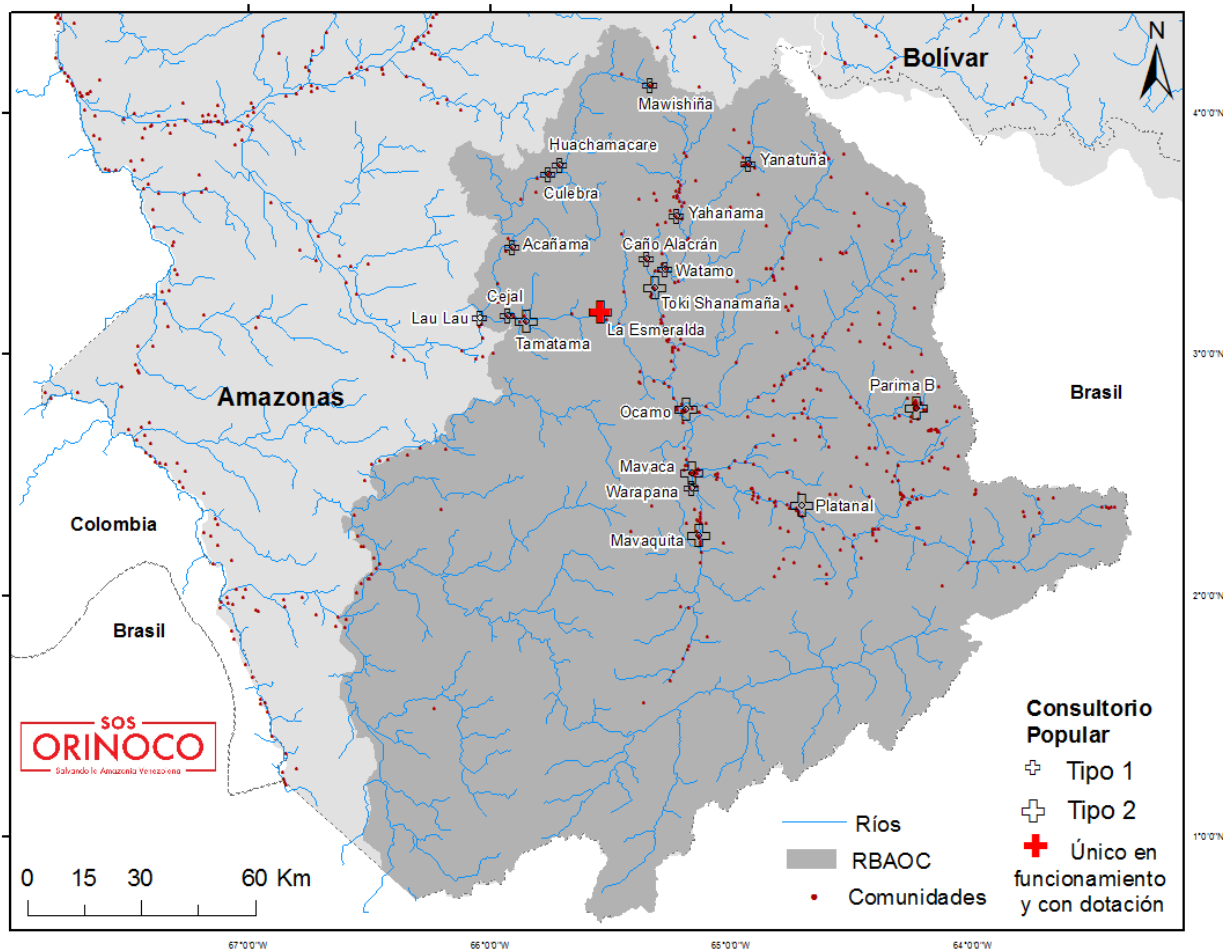 N
Bolívar
4°0'0"N
Mawishiña
Huachamacare
Yanatuña
Culebra
Yahanama
Acañama
Caño Alacrán
Watamo
Cejal
Toki Shanamaña
Lau Lau
La Esmeralda
Tamatama
3°0'0"N
Parima B
Amazonas
Brasil
Ocamo
Mavaca
Warapana
Platanal
Colombia
Mavaquita
2°0'0"N
Brasil
SOS
ORINOCO
Salvando la Amazonía Venezolana
Consultorio
Popular
Tipo 1
Tipo 2
Ríos
1°0'0"N
RBAOC
Único en
funcionamiento
y con dotación
Comunidades
0 15 30 60 Km
67°0'0"W 66°0'0"W 65°0'0"W 64°0'0"W